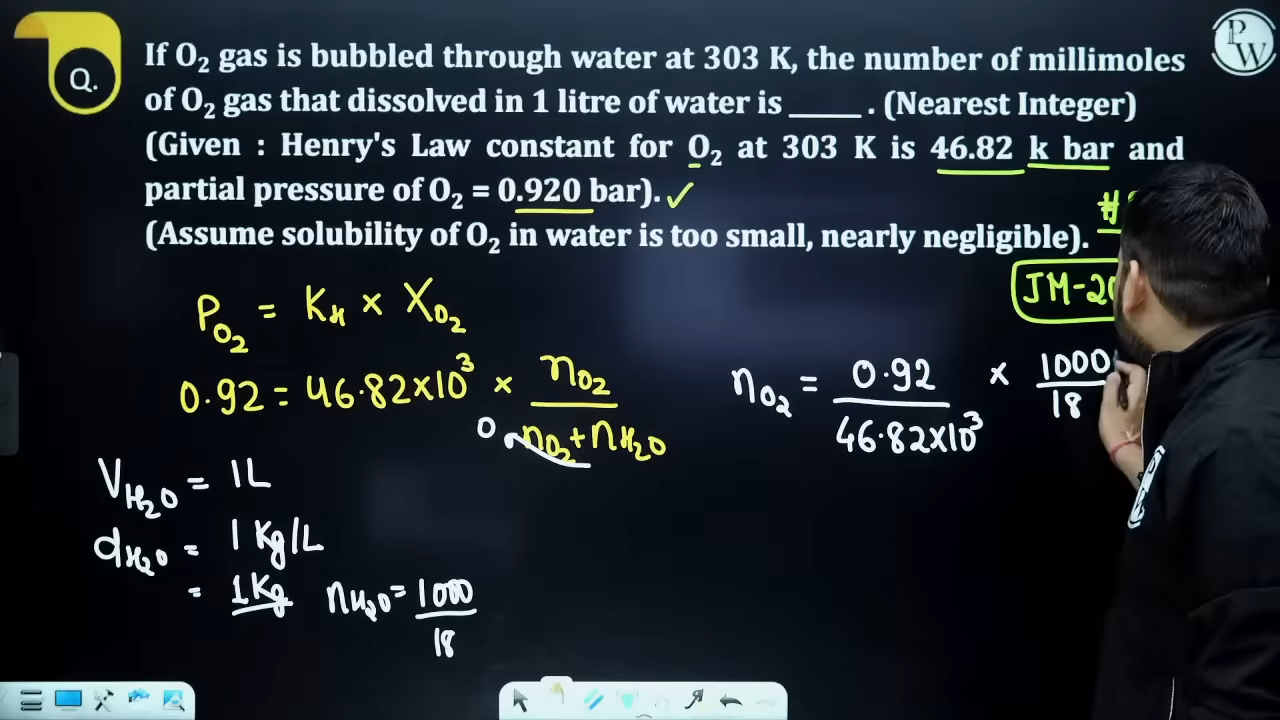 Q.
If O₂ gas is bubbled through water at 303 K, the number of millimoles
of O₂ gas that dissolved in 1 litre of water is _____ . (Nearest Integer)
(Given : Henry's Law constant for O₂ at 303 K is 46.82 k bar and
partial pressure of O₂ = 0.920 bar). ✓
(Assume solubility of O₂ in water is too small, nearly negligible).
PW
#
JM-20
P_O₂ = K_H × X_O₂
0.92 = 46.82×10³ × n_O₂ / n_O₂ + n_H₂O
0
V_H₂O = 1L
d_H₂O = 1 Kg/L
= 1Kg n_H₂O = 1000/18
n_O₂ = 0.92 / 46.82×10³ × 1000/18
PW